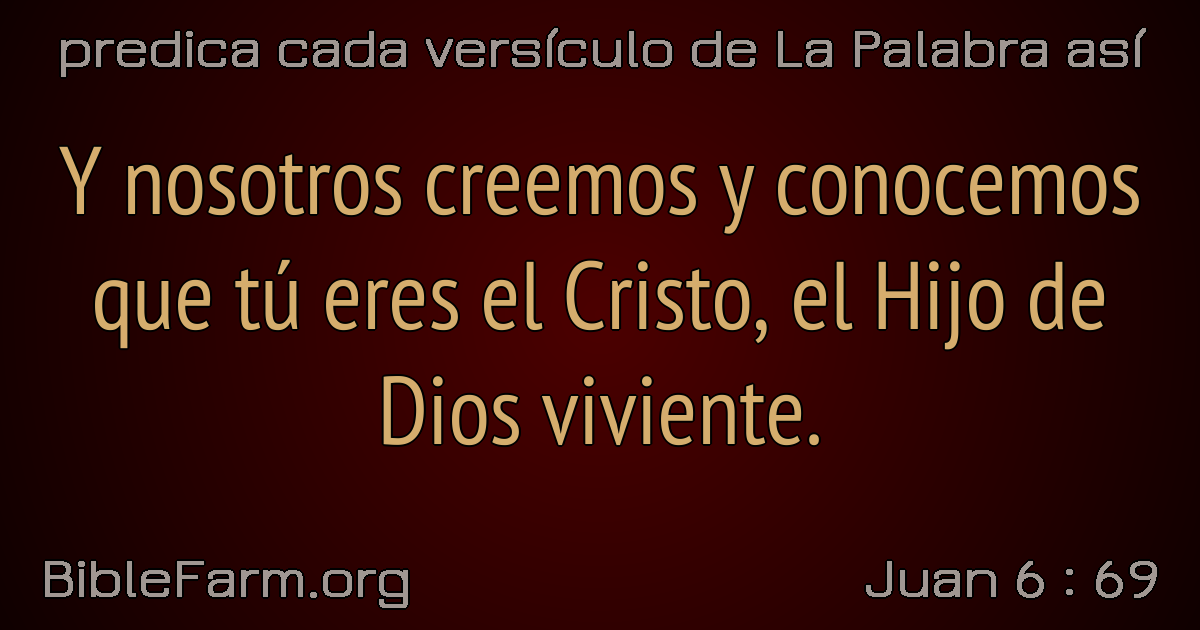 predica cada versículo de La Palabra así
Y nosotros creemos y conocemos
que tú eres el Cristo, el Hijo de
Dios viviente.
BibleFarm.org
Juan 6 : 69